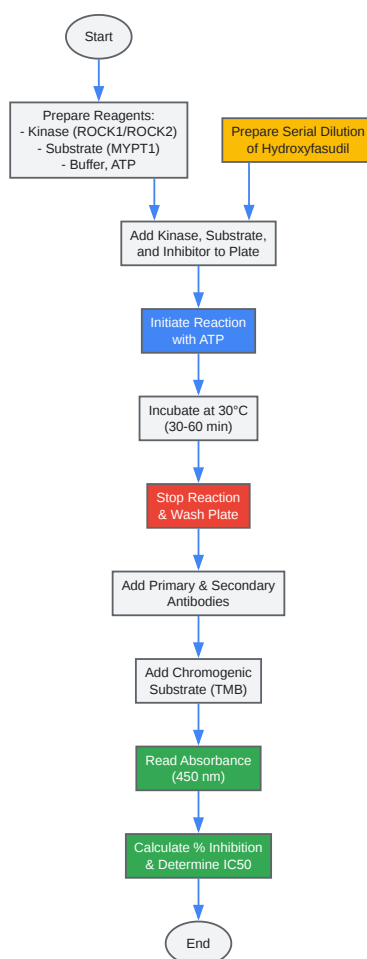 Start
Prepare Reagents:
- Kinase (ROCK1/ROCK2)
- Substrate (MYPT1)
- Buffer, ATP
Prepare Serial Dilution
of Hydroxyfasudil
Add Kinase, Substrate,
and Inhibitor to Plate
Initiate Reaction
with ATP
Incubate at 30°C
(30-60 min)
Stop Reaction
& Wash Plate
Add Primary & Secondary
Antibodies
Add Chromogenic
Substrate (TMB)
Read Absorbance
(450 nm)
Calculate % Inhibition
& Determine IC50
End